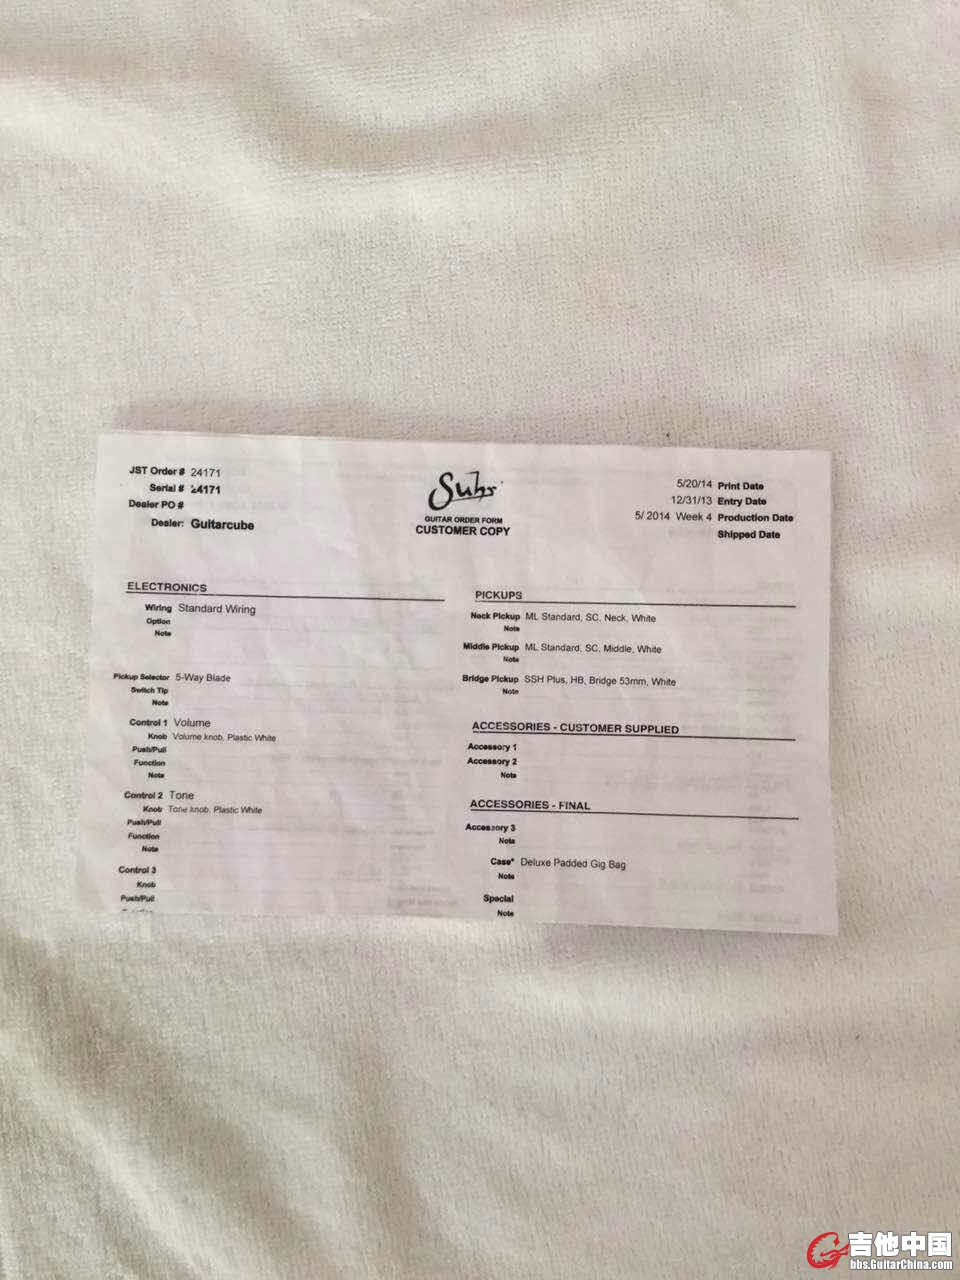 JST Order # 24171
Serial # 24171
Dealer PO #
Dealer: Guitarcube
Suhr
GUITAR ORDER FORM
CUSTOMER COPY
5/20/14 Print Date
12/31/13 Entry Date
5/ 2014 Week 4 Production Date
Shipped Date
ELECTRONICS
Wiring Standard Wiring
Option
Note
Pickup Selector 5-Way Blade
Switch Tip
Note
Control 1 Volume
Knob Volume knob, Plastic White
Push/Pull
Function
Note
Control 2 Tone
Knob Tone knob, Plastic White
Push/Pull
Function
Note
Control 3
Knob
Push/Pull
Function
PICKUPS
Neck Pickup ML Standard, SC, Neck, White
Note
Middle Pickup ML Standard, SC, Middle, White
Note
Bridge Pickup SSH Plus, HB, Bridge 53mm, White
Note
ACCESSORIES - CUSTOMER SUPPLIED
Accessory 1
Accessory 2
Note
ACCESSORIES - FINAL
Accessory 3
Note
Case* Deluxe Padded Gig Bag
Note
Special
Note
吉他中国
bbs.GuitarChina.com